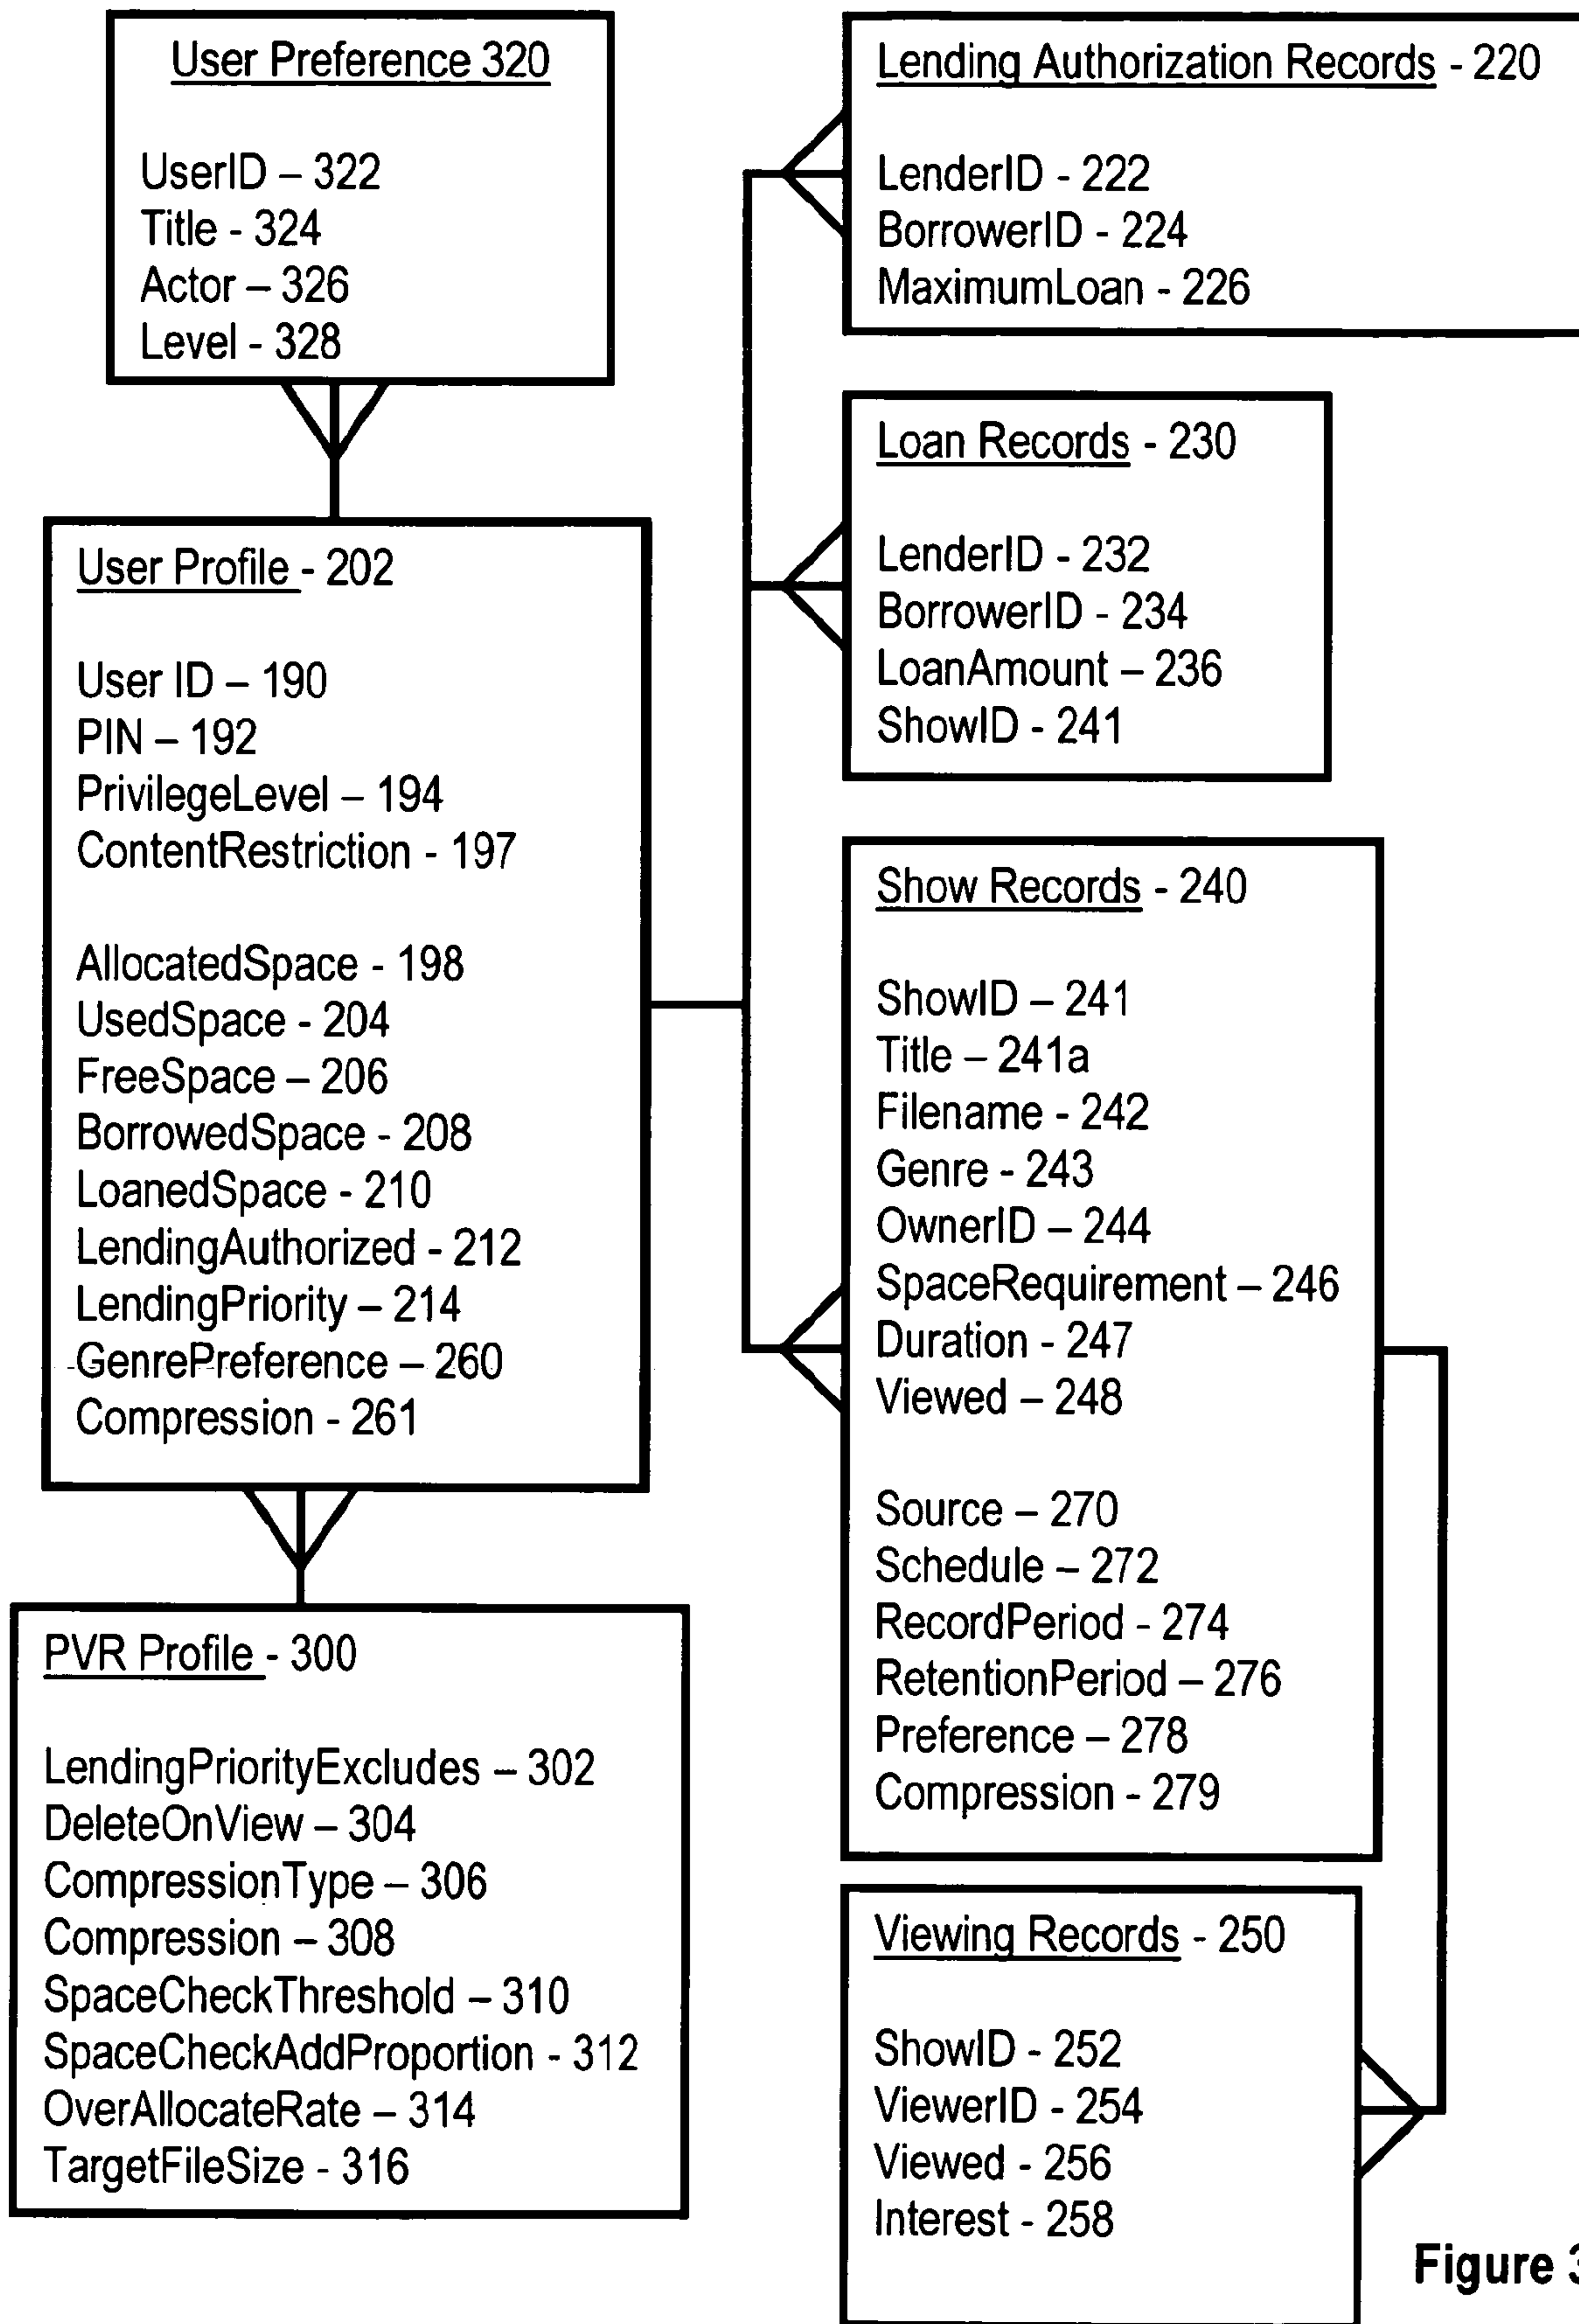 User Preference 320
UserID – 322
Title - 324
Actor – 326
Level - 328
User Profile - 202
User ID – 190
PIN – 192
PrivilegeLevel – 194
ContentRestriction - 197
AllocatedSpace - 198
UsedSpace - 204
FreeSpace – 206
BorrowedSpace - 208
LoanedSpace - 210
LendingAuthorized - 212
LendingPriority – 214
GenrePreference – 260
Compression - 261
PVR Profile - 300
LendingPriorityExcludes – 302
DeleteOnView – 304
CompressionType – 306
Compression – 308
SpaceCheckThreshold – 310
SpaceCheckAddProportion - 312
OverAllocateRate – 314
TargetFileSize - 316
Lending Authorization Records - 220
LenderID - 222
BorrowerID - 224
MaximumLoan - 226
Loan Records - 230
LenderID - 232
BorrowerID - 234
LoanAmount – 236
ShowID - 241
Show Records - 240
ShowID – 241
Title – 241a
Filename - 242
Genre - 243
OwnerID – 244
SpaceRequirement – 246
Duration - 247
Viewed – 248
Source – 270
Schedule – 272
RecordPeriod - 274
RetentionPeriod – 276
Preference – 278
Compression - 279
Viewing Records - 250
ShowID - 252
ViewerID - 254
Viewed - 256
Interest - 258
Figure 3